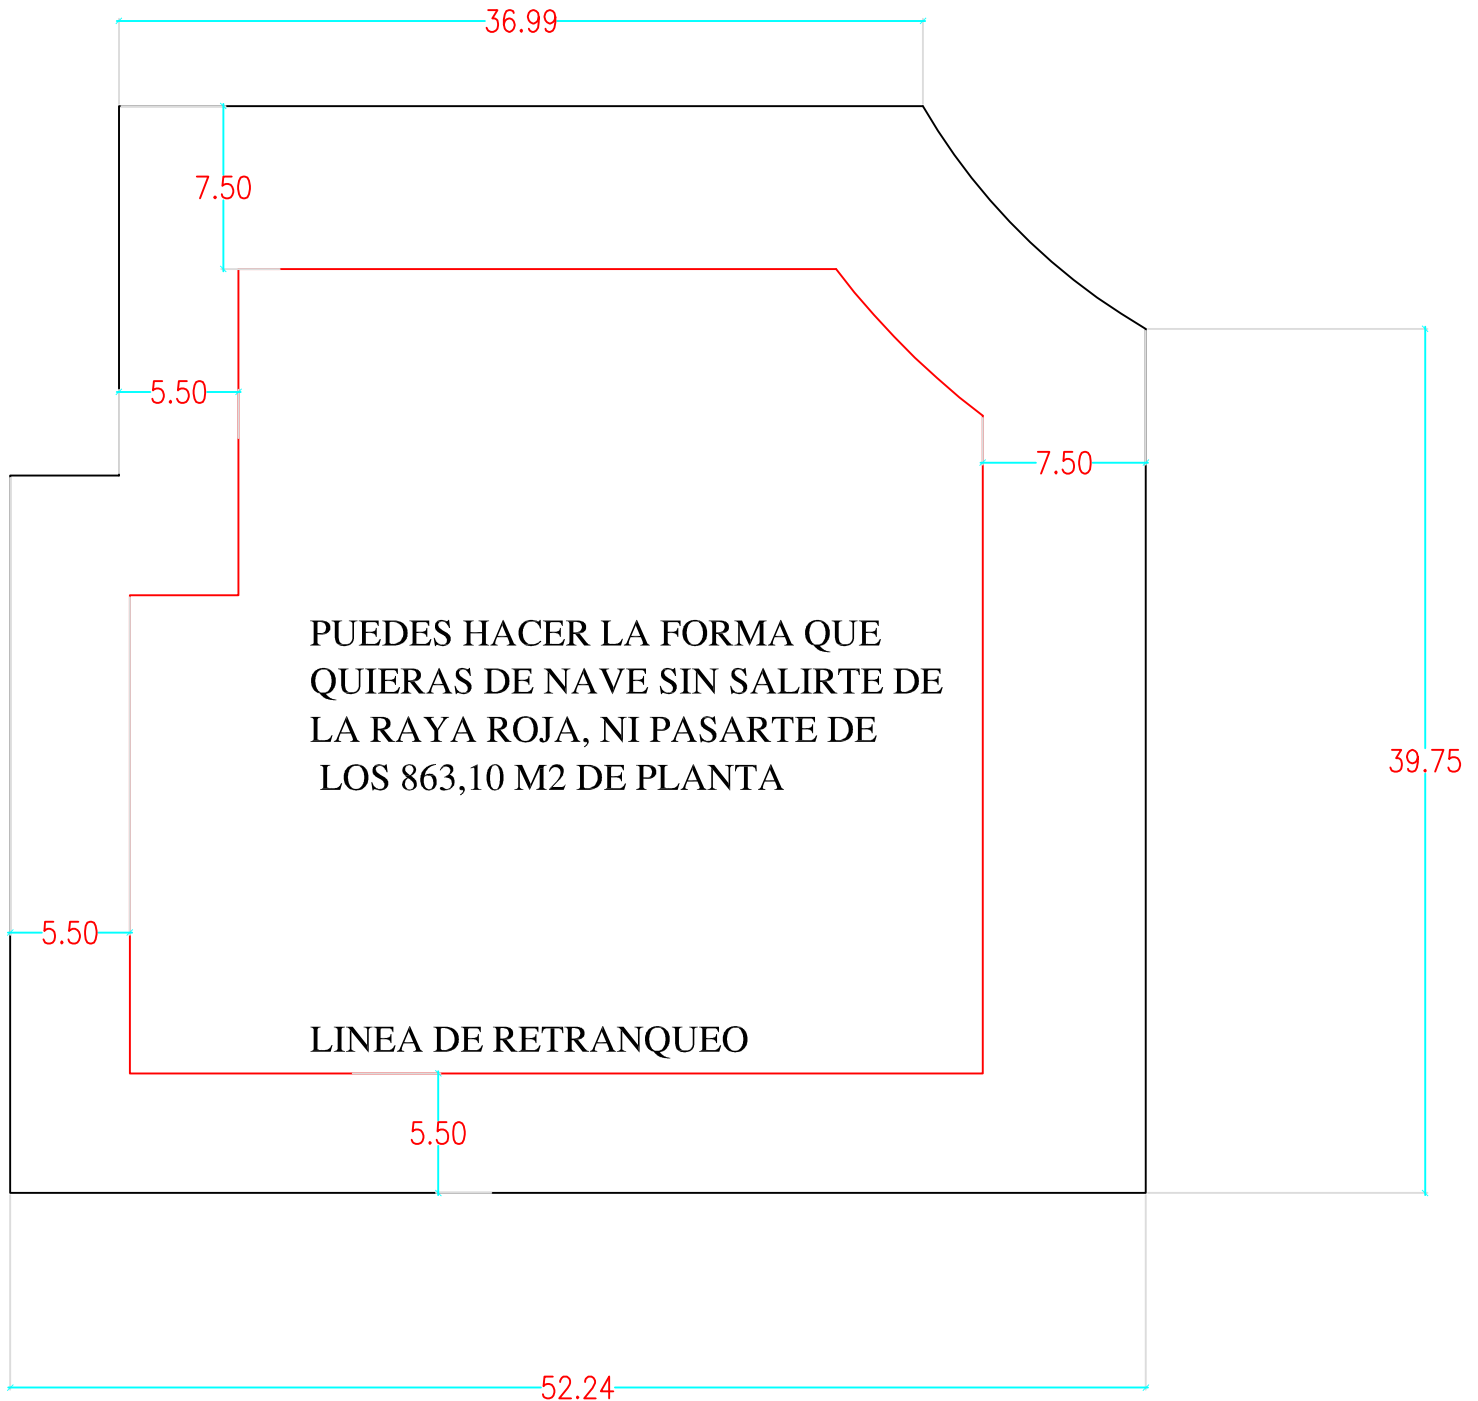 36.99
7.50
5.50
7.50
PUEDES HACER LA FORMA QUE
QUIERAS DE NAVE SIN SALIRTE DE
LA RAYA ROJA, NI PASARTE DE
LOS 863,10 M2 DE PLANTA
39.75
5.50
LINEA DE RETRANQUEO
5.50
52.24